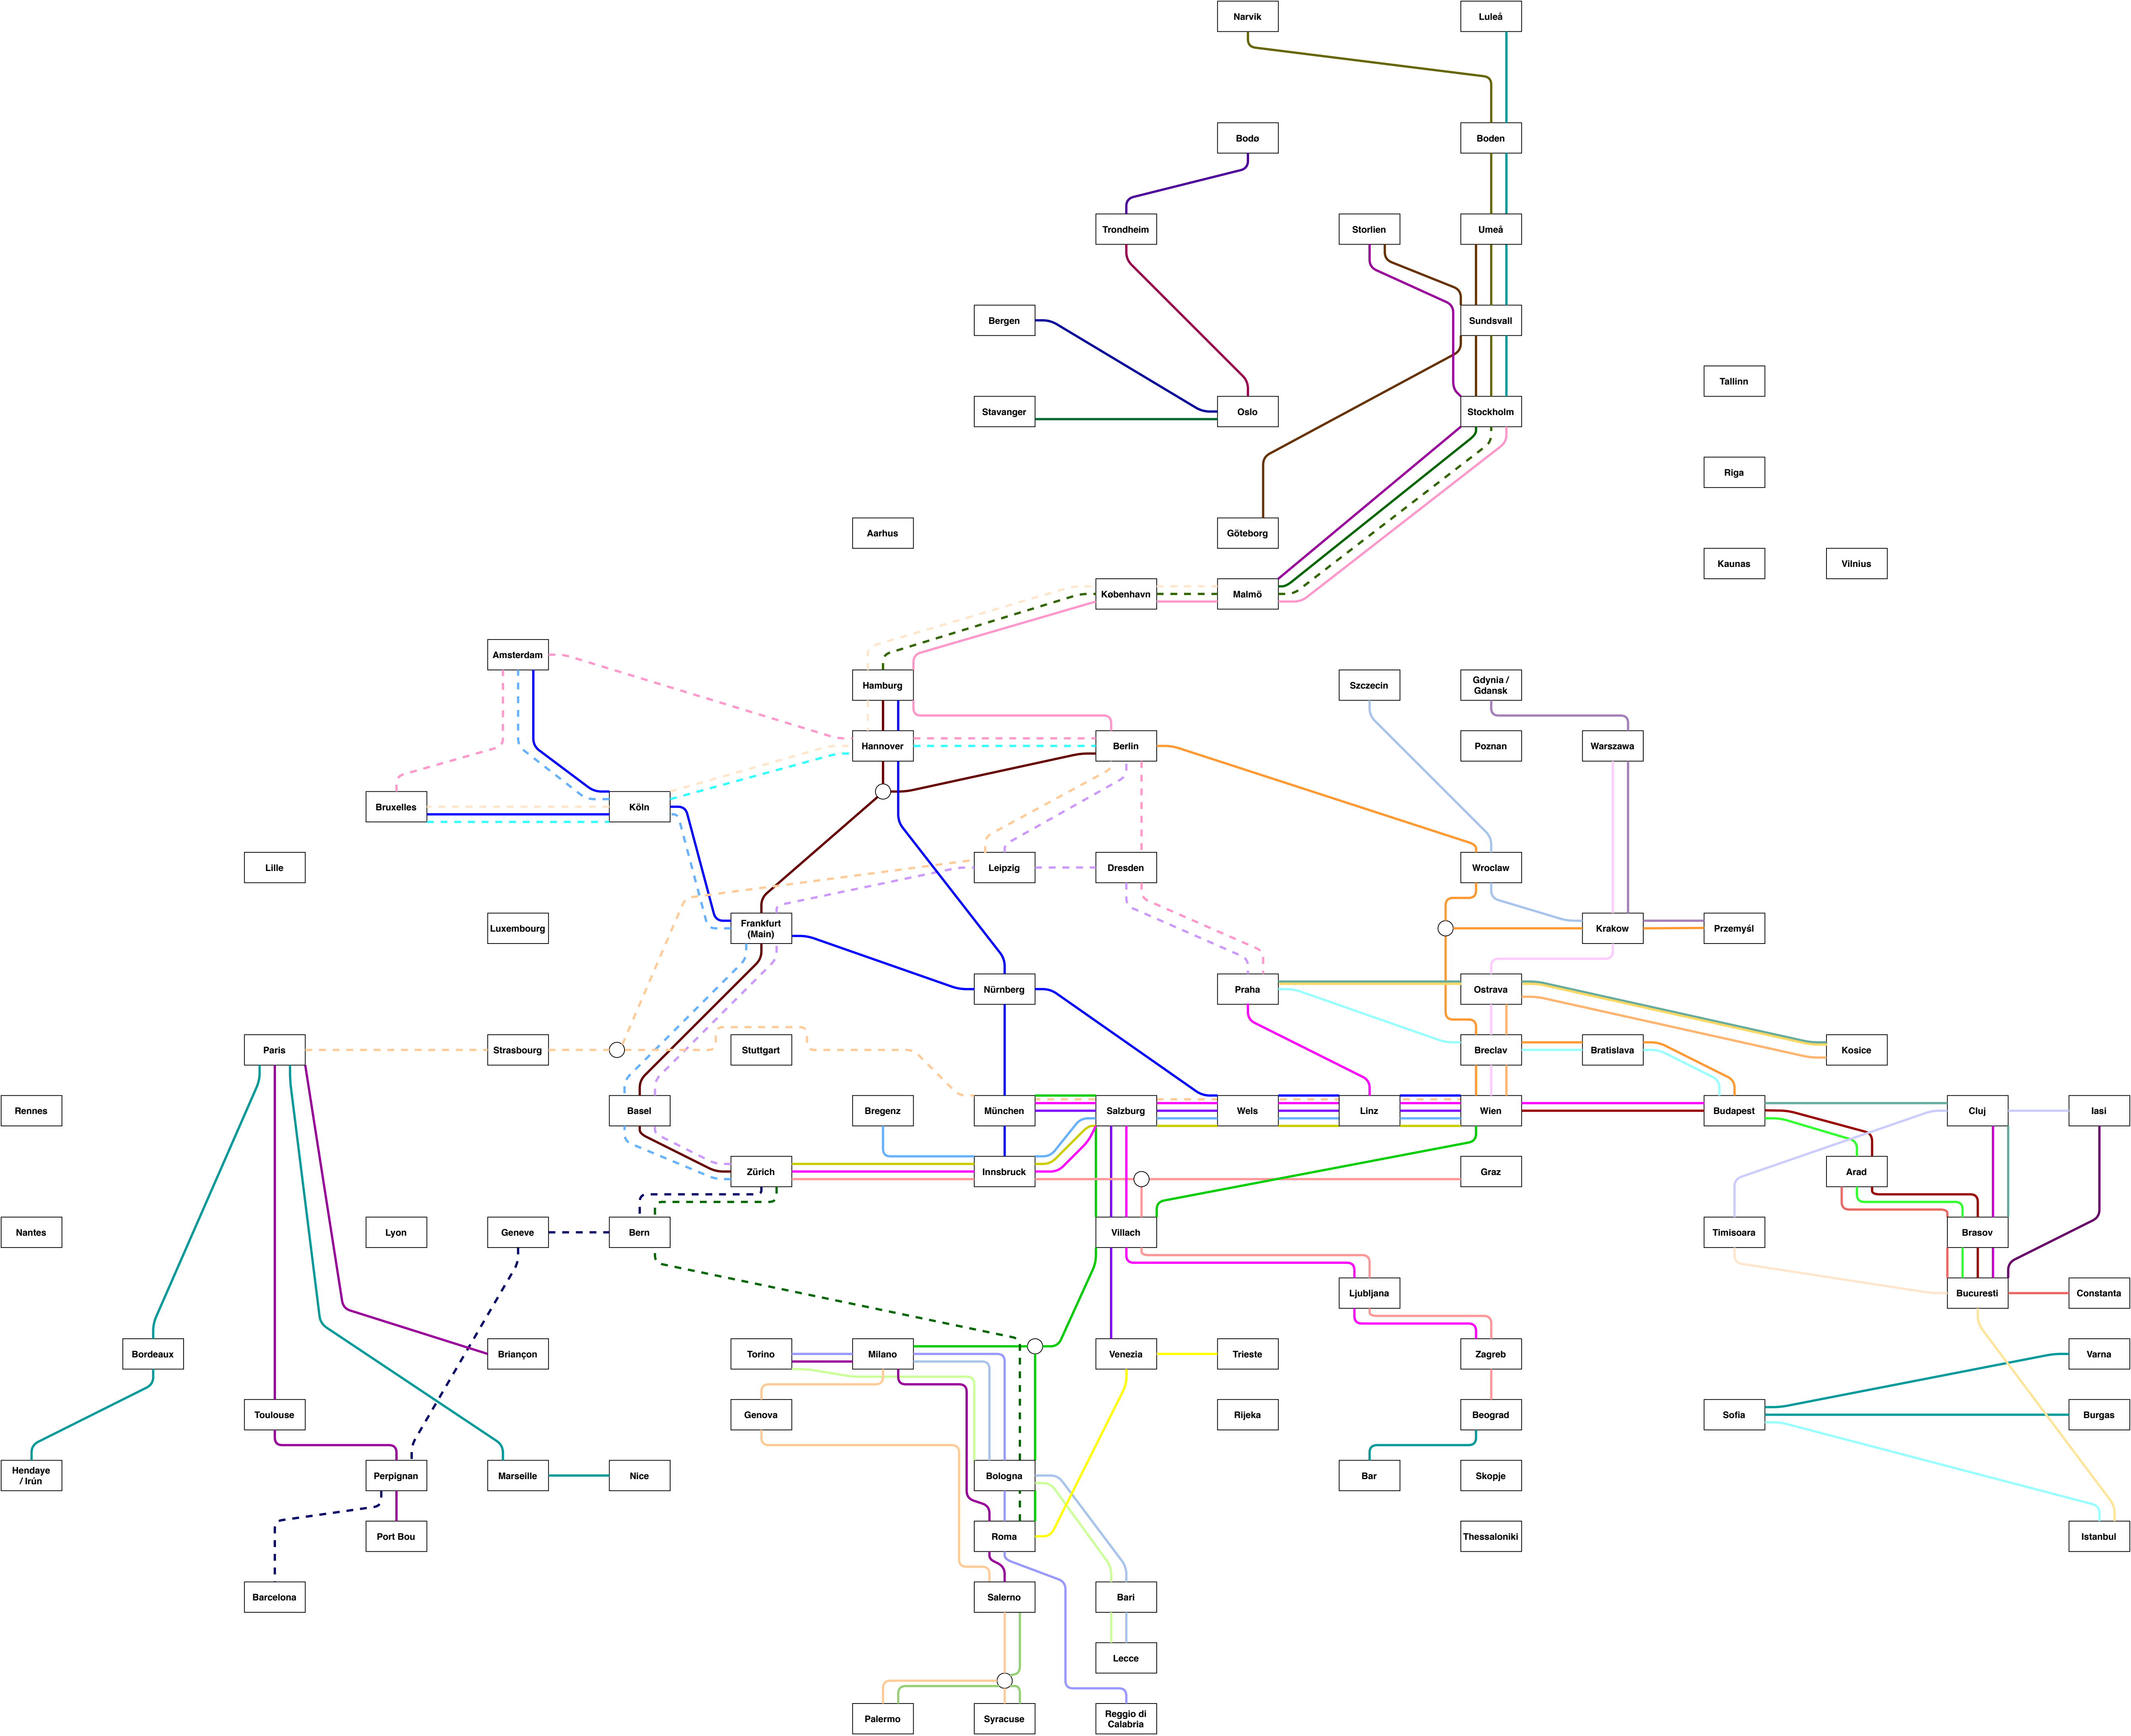 Narvik
Luleå
Bodø
Boden
Trondheim
Storlien
Umeå
Bergen
Sundsvall
Tallinn
Stavanger
Oslo
Stockholm
Riga
Aarhus
Göteborg
Kaunas
Vilnius
København
Malmö
Amsterdam
Hamburg
Szczecin
Gdynia /
Gdansk
Hannover
Berlin
Poznan
Warszawa
Bruxelles
Köln
Lille
Leipzig
Dresden
Wroclaw
Luxembourg
Frankfurt
(Main)
Krakow
Przemyśl
Nürnberg
Praha
Ostrava
Paris
Strasbourg
Stuttgart
Breclav
Bratislava
Kosice
Rennes
Basel
Bregenz
München
Salzburg
Wels
Linz
Wien
Budapest
Cluj
Iasi
Zürich
Innsbruck
Graz
Arad
Nantes
Lyon
Geneve
Bern
Villach
Timisoara
Brasov
Ljubljana
Bucuresti
Constanta
Bordeaux
Briançon
Torino
Milano
Venezia
Trieste
Zagreb
Varna
Toulouse
Genova
Rijeka
Beograd
Sofia
Burgas
Hendaye
/ Irún
Perpignan
Marseille
Nice
Bologna
Bar
Skopje
Port Bou
Roma
Thessaloniki
Istanbul
Barcelona
Salerno
Bari
Lecce
Palermo
Syracuse
Reggio di
Calabria